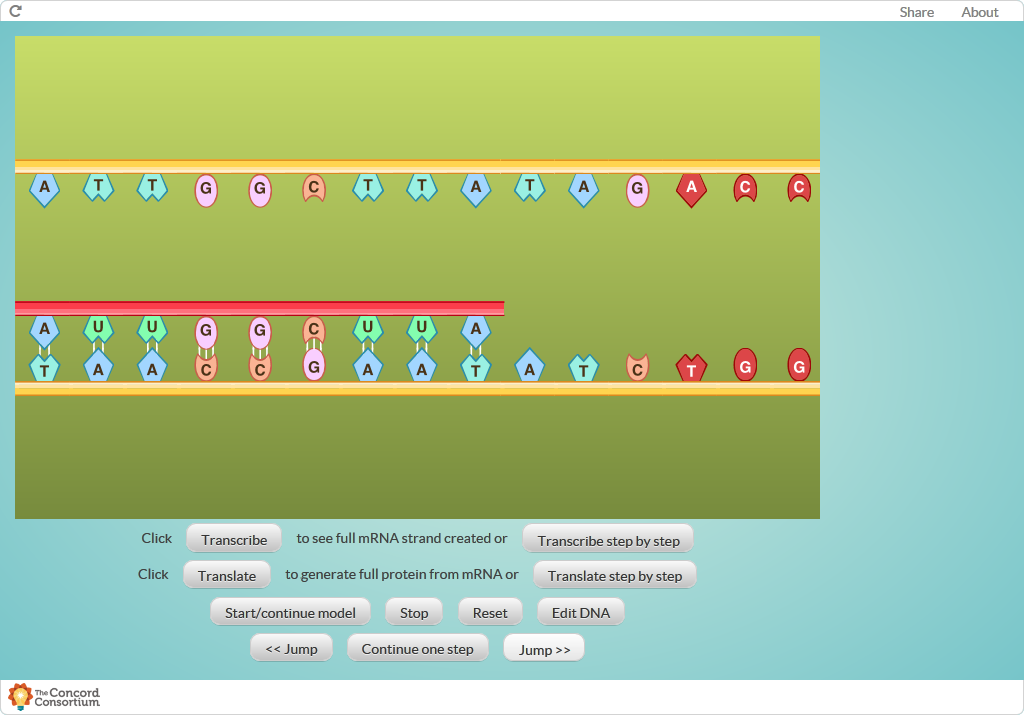 Share About
A T T G G C T T A T A G A C C
A U U G G C U U A
T A A C C G A A T A T C T G G
Click Transcribe to see full mRNA strand created or Transcribe step by step
Click Translate to generate full protein from mRNA or Translate step by step
Start/continue model Stop Reset Edit DNA
<< Jump Continue one step Jump >>
The Concord
Consortium